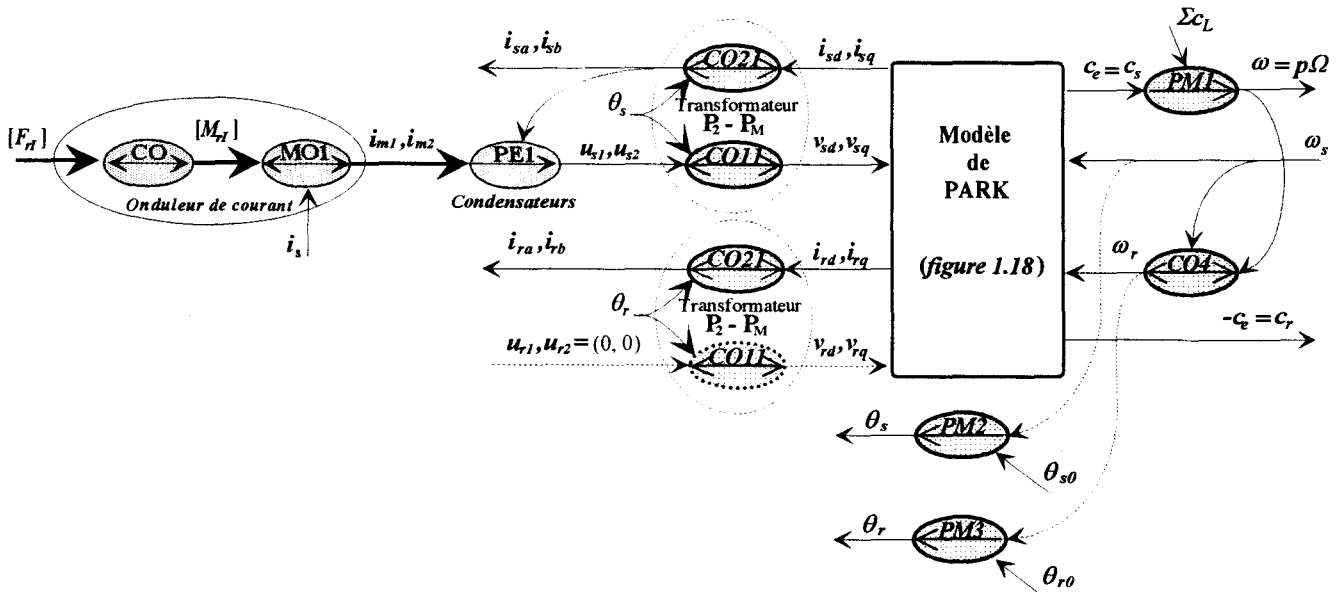 Σc_L
i_sa, i_sb
CO21
i_sd, i_sq
c_e = c_s
PM1
ω = pΩ
θ_s
Transformateur
P_2 - P_M
[F_rI]
CO
[M_rI]
MO1
i_m1, i_m2
PE1
u_s1, u_s2
CO11
v_sd, v_sq
Modèle
de
PARK
ω_s
Onduleur de courant
Condensateurs
i_s
i_ra, i_rb
CO21
i_rd, i_rq
(figure 1.18)
ω_r
CO4
θ_r
Transformateur
P_2 - P_M
u_r1, u_r2 = (0, 0)
CO11
v_rd, v_rq
-c_e = c_r
θ_s
PM2
θ_s0
θ_r
PM3
θ_r0